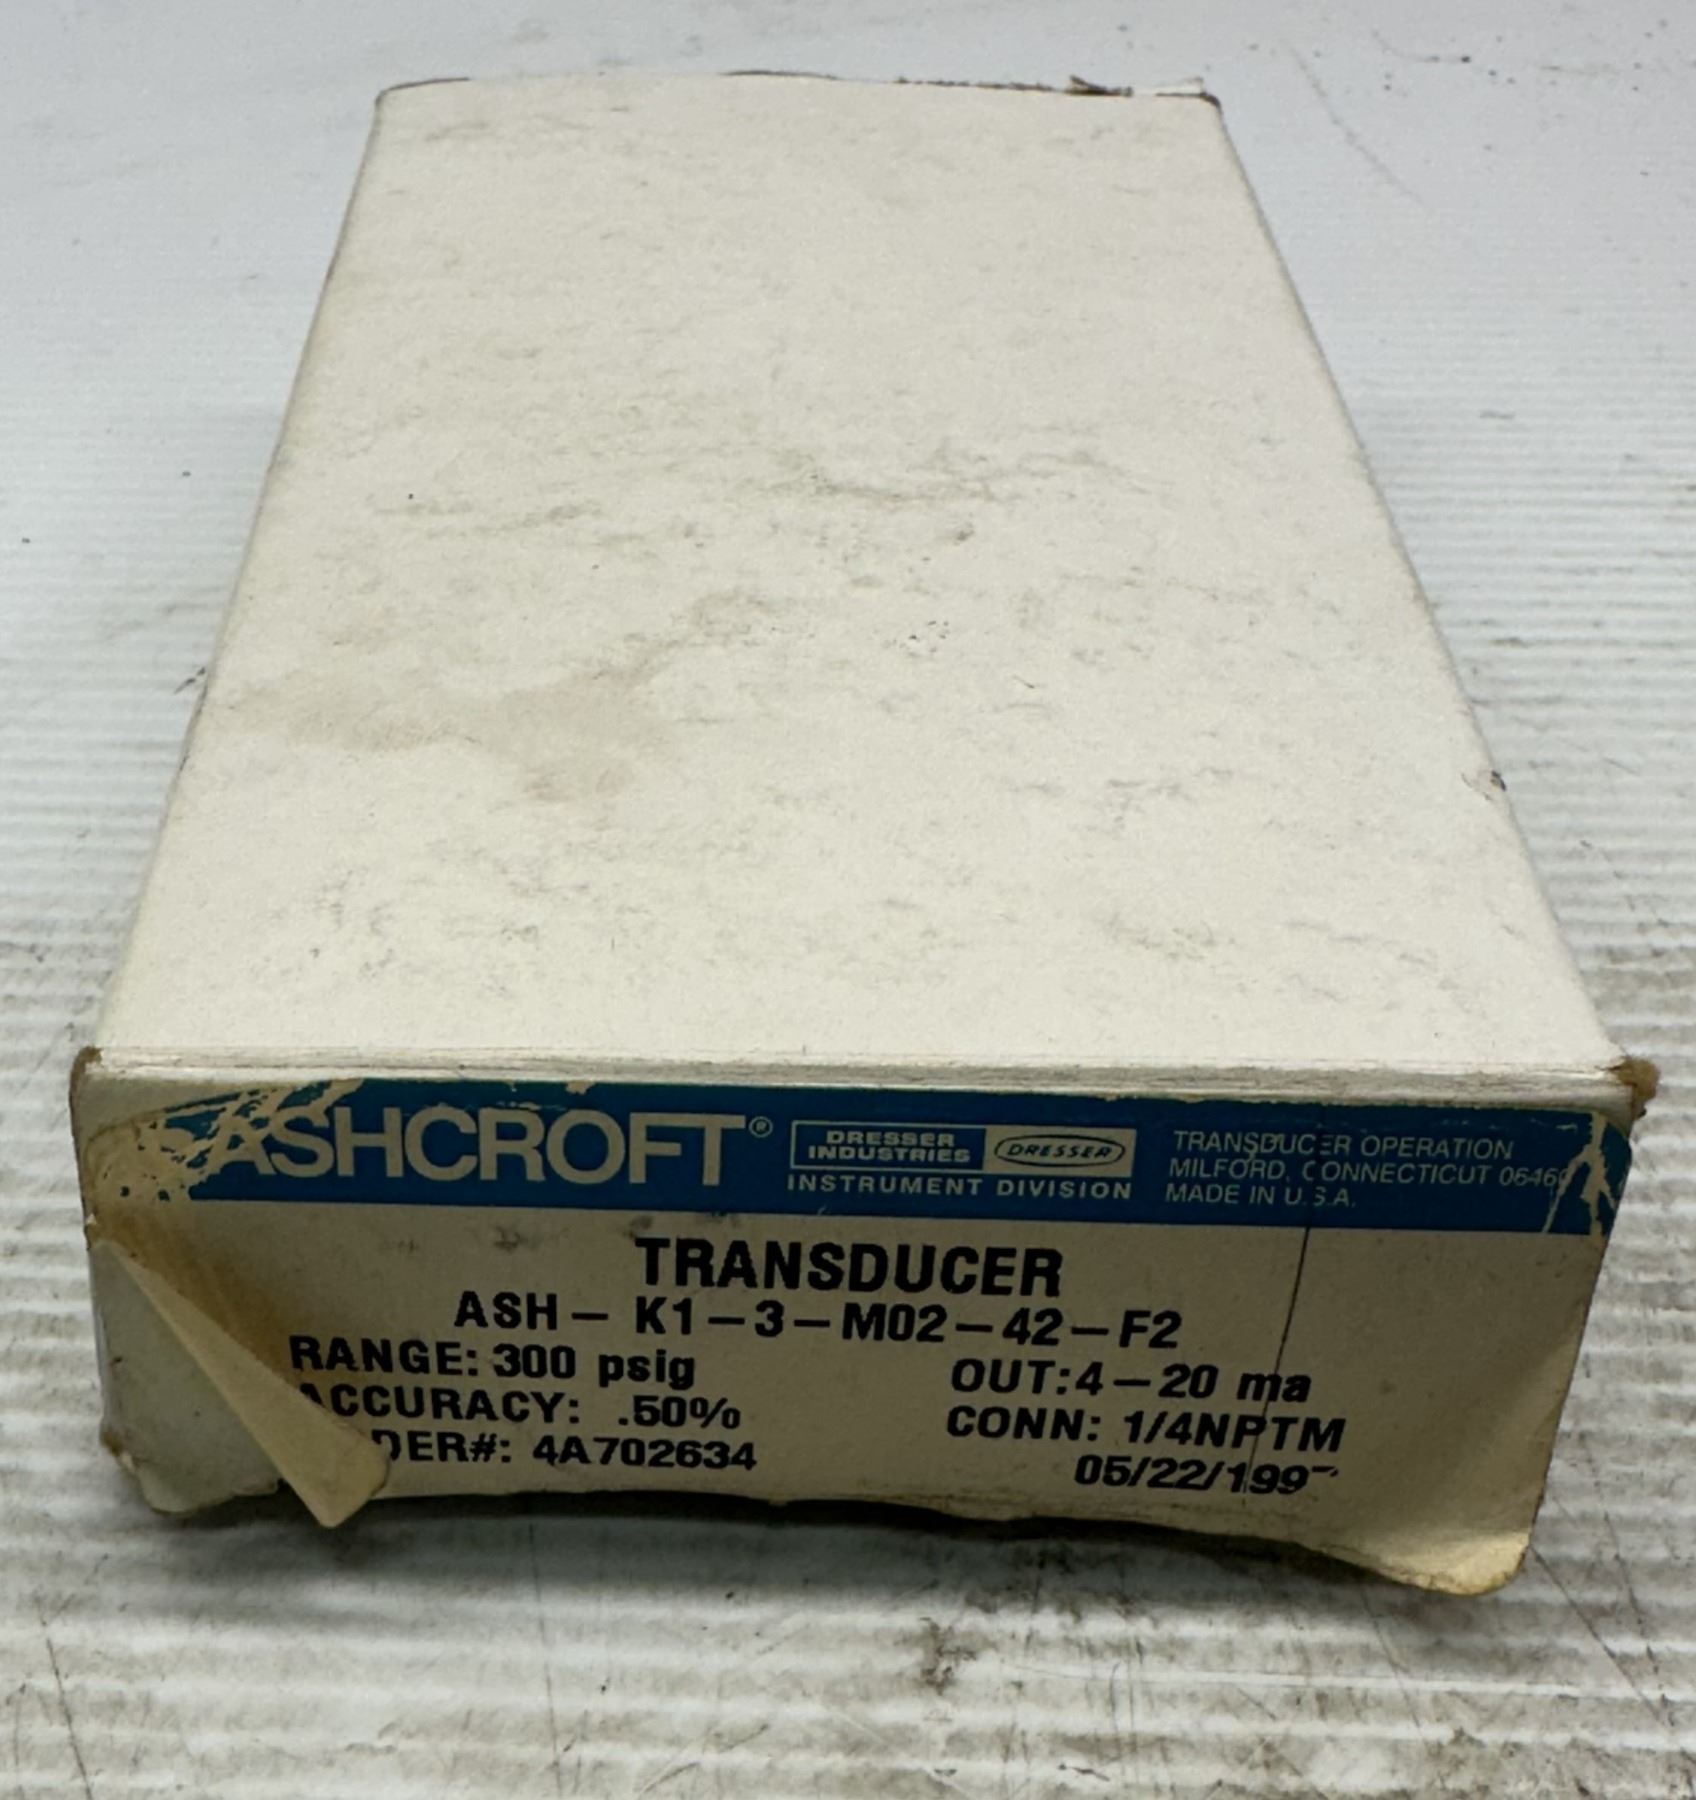 ASHCROFT®
DRESSER
INDUSTRIES
DRESSER
INSTRUMENT DIVISION
TRANSDUCER OPERATION
MILFORD, CONNECTICUT
MADE IN U.S.A.
TRANSDUCER
ASH-K1-3-M02-42-F2
RANGE: 300 psig
OUT:4-20 ma
ACCURACY: .50%
CONN: 1/4NPTM
4A702634